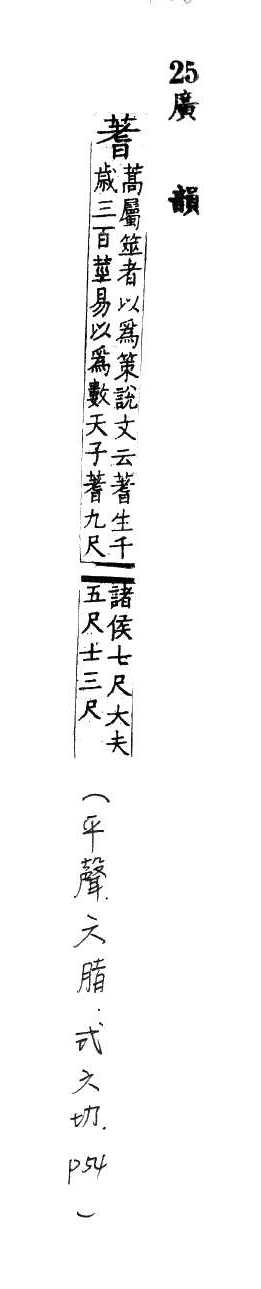 25 廣韻
蓍
蒿屬筮者以爲策說文云蓍生千
歲三百莖易以爲數天子蓍九尺
諸侯七尺大夫
五尺士三尺
(平聲.六脂.式之切.p54)